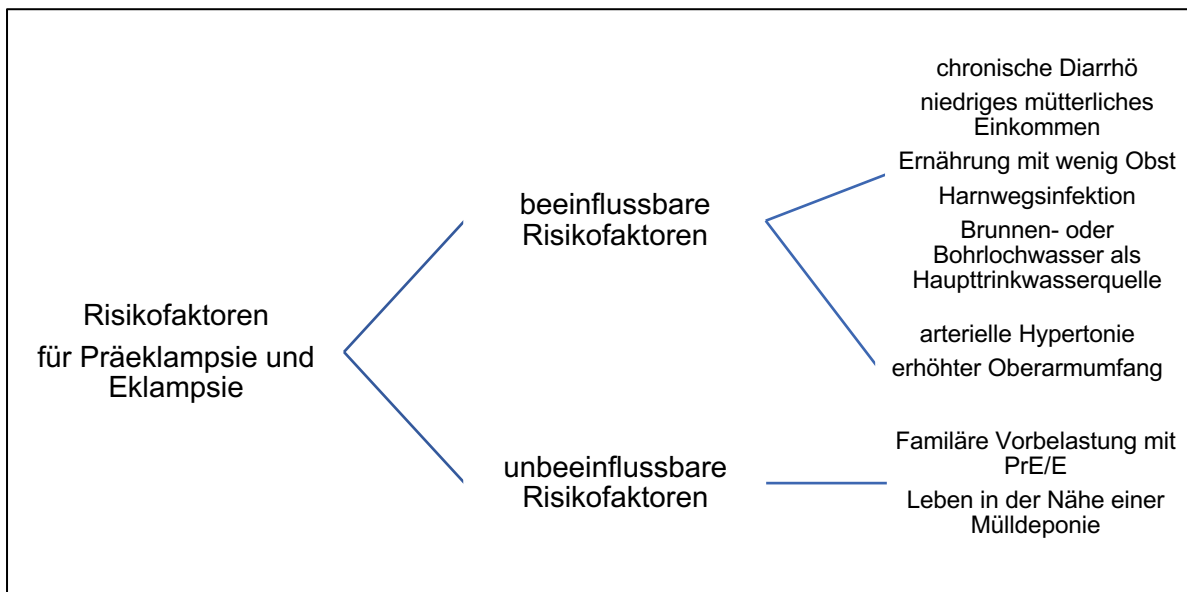 Risikofaktoren
für Präeklampsie und
Eklampsie
beeinflussbare
Risikofaktoren
chronische Diarrhö
niedriges mütterliches
Einkommen
Ernährung mit wenig Obst
Harnwegsinfektion
Brunnen- oder
Bohrlochwasser als
Haupttrinkwasserquelle
arterielle Hypertonie
erhöhter Oberarmumfang
unbeeinflussbare
Risikofaktoren
Familäre Vorbelastung mit
PrE/E
Leben in der Nähe einer
Mülldeponie